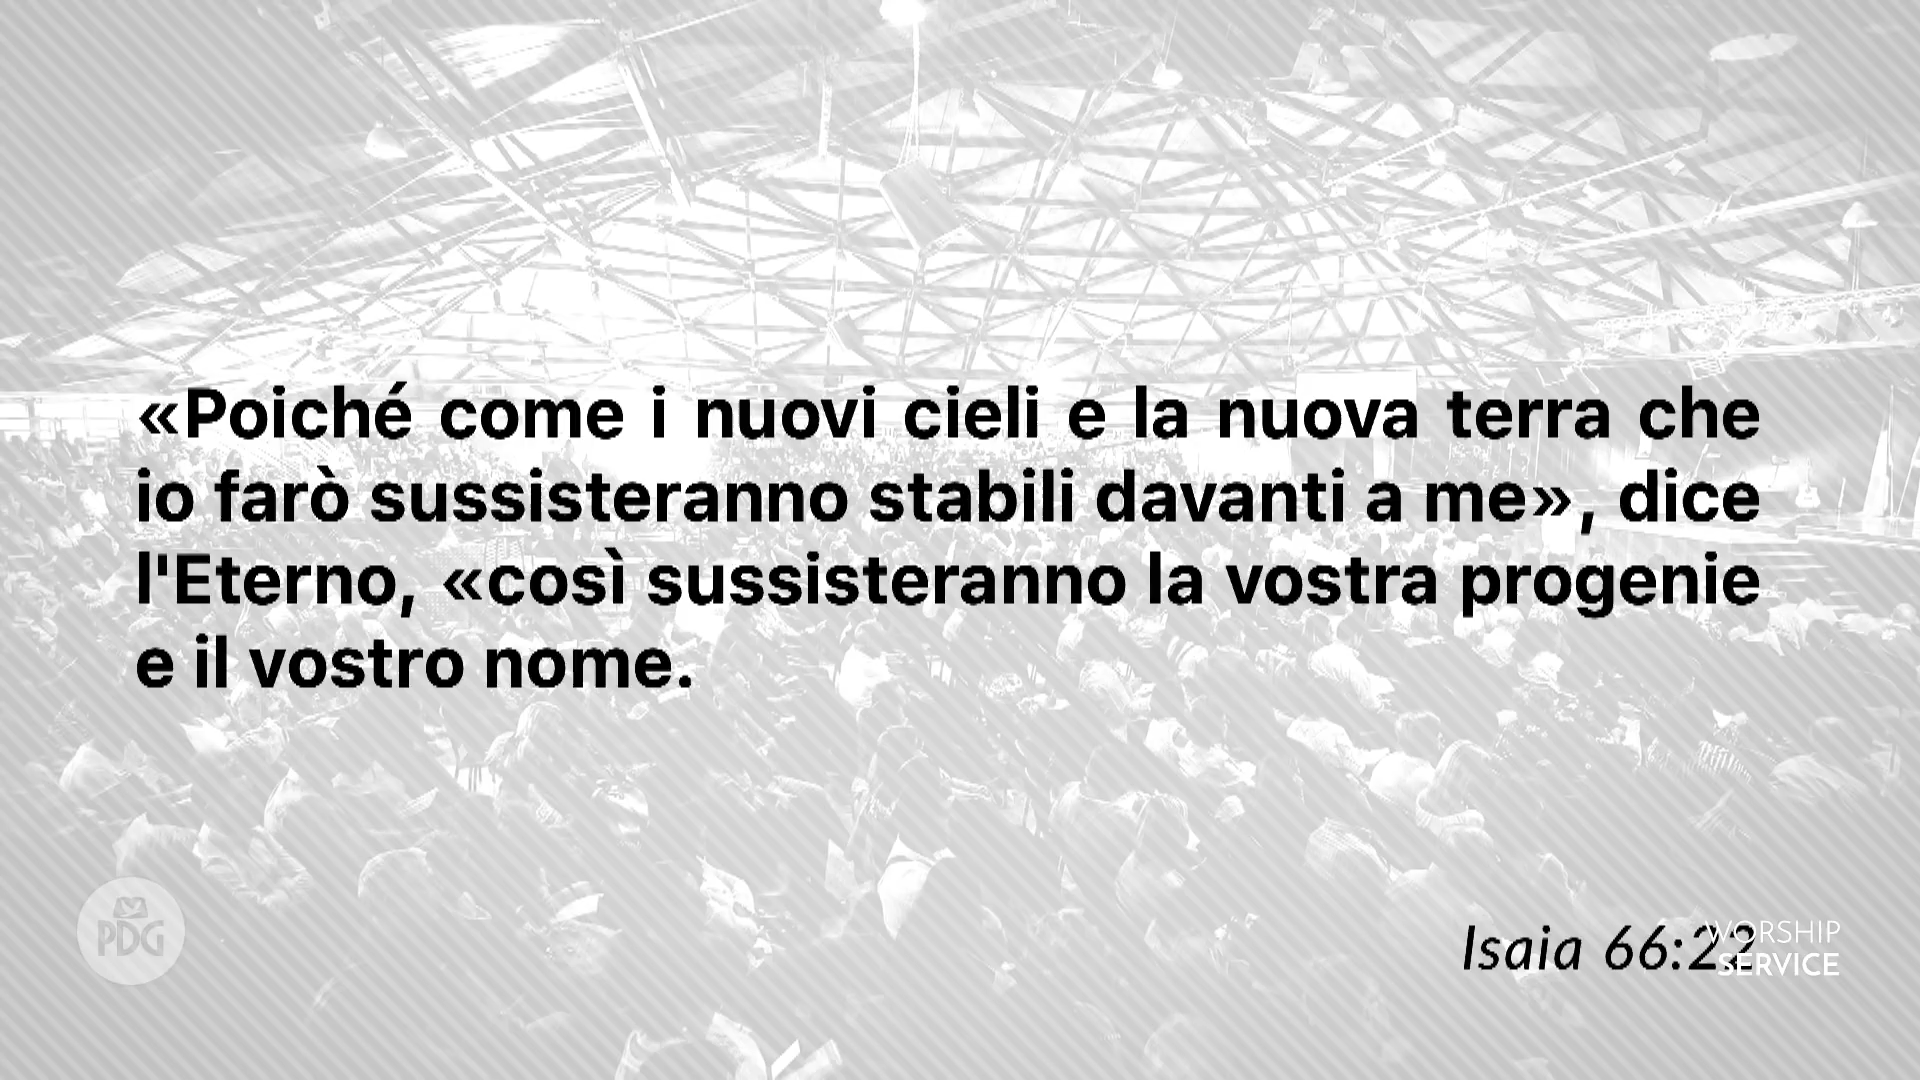 «Poiché come i nuovi cieli e la nuova terra che
io farò sussisteranno stabili davanti a me», dice
l'Eterno, «così sussisteranno la vostra progenie
e il vostro nome.
PDG
Isaia 66:22
WORSHIP
SERVICE